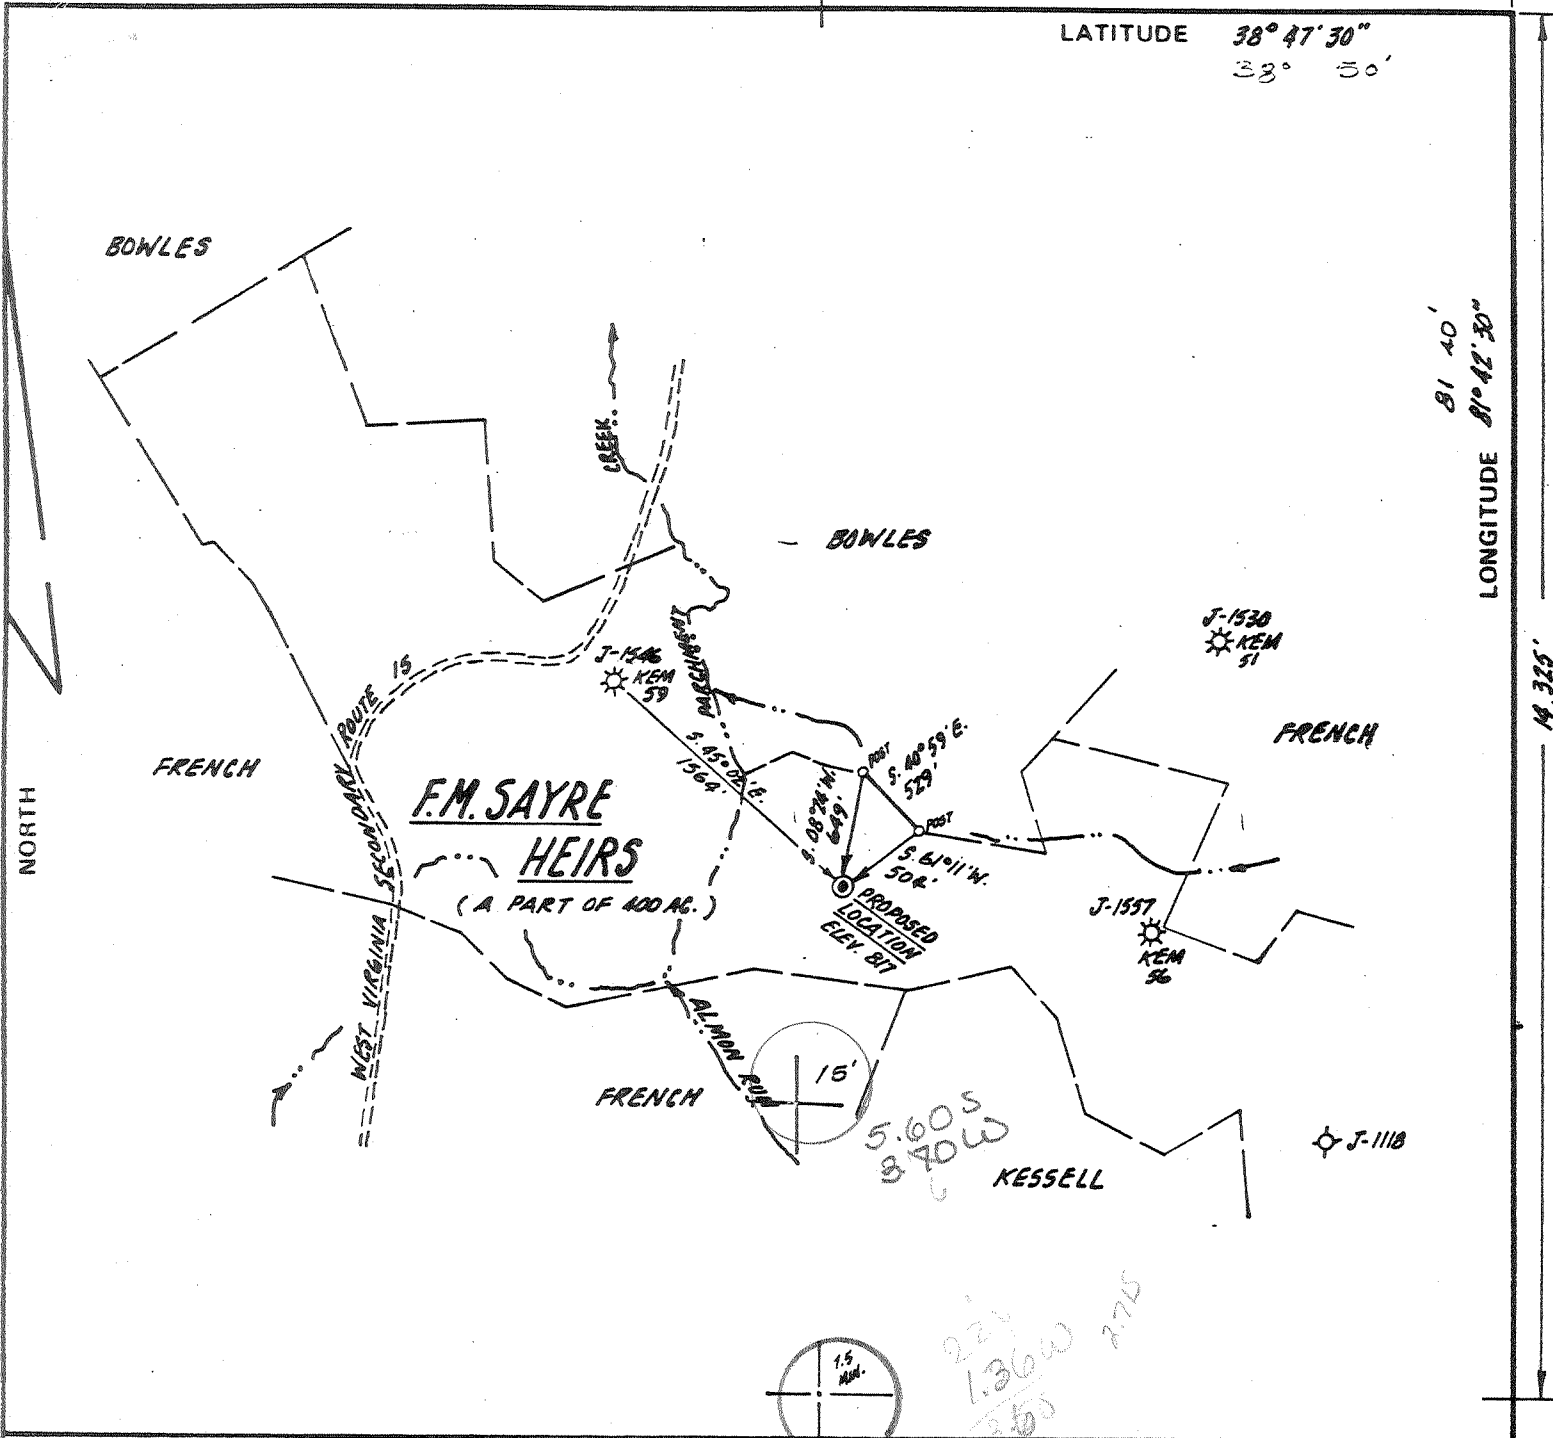 LATITUDE 38° 47' 30"
38° 50'
81 40'
LONGITUDE 81° 42' 30"
14,325'
NORTH
BOWLES
CREEK
BOWLES
J-1530
KEM
51
J-1546
KEM
59
PARCHMENT
WEST VIRGINIA SECONDARY ROUTE 15
FRENCH
FRENCH
POST
S. 40° 59' E.
529'
S. 45° 02' E.
1564'
S. 08° 24' W.
649'
POST
S. 61° 11' W.
502'
F.M. SAYRE
HEIRS
(A PART OF 400 AC.)
PROPOSED
LOCATION
ELEV. 817
J-1557
KEM
56
ALMON RUN
FRENCH
15'
5.60 S
3.70 W
KESSELL
J-1118
7.5
MIN.
1.36 W